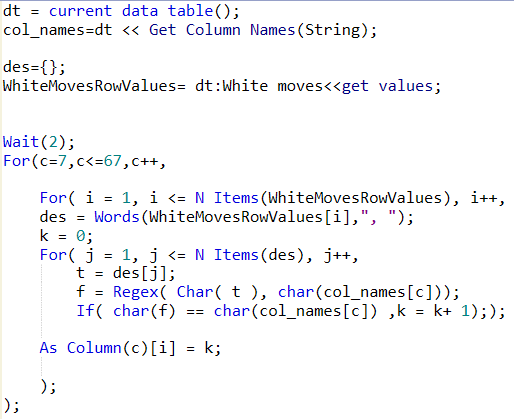 dt = current data table();
col_names=dt << Get Column Names(String);
des={};
WhiteMovesRowValues= dt:White moves<<get values;
Wait(2);
For(c=7,c<=67,c++,
For( i = 1, i <= N Items(WhiteMovesRowValues), i++,
des = Words(WhiteMovesRowValues[i],", ");
k = 0;
For( j = 1, j <= N Items(des), j++,
t = des[j];
f = Regex( Char( t ), char(col_names[c]));
If( char(f) == char(col_names[c]) ,k = k+ 1););
As Column(c)[i] = k;
);
);